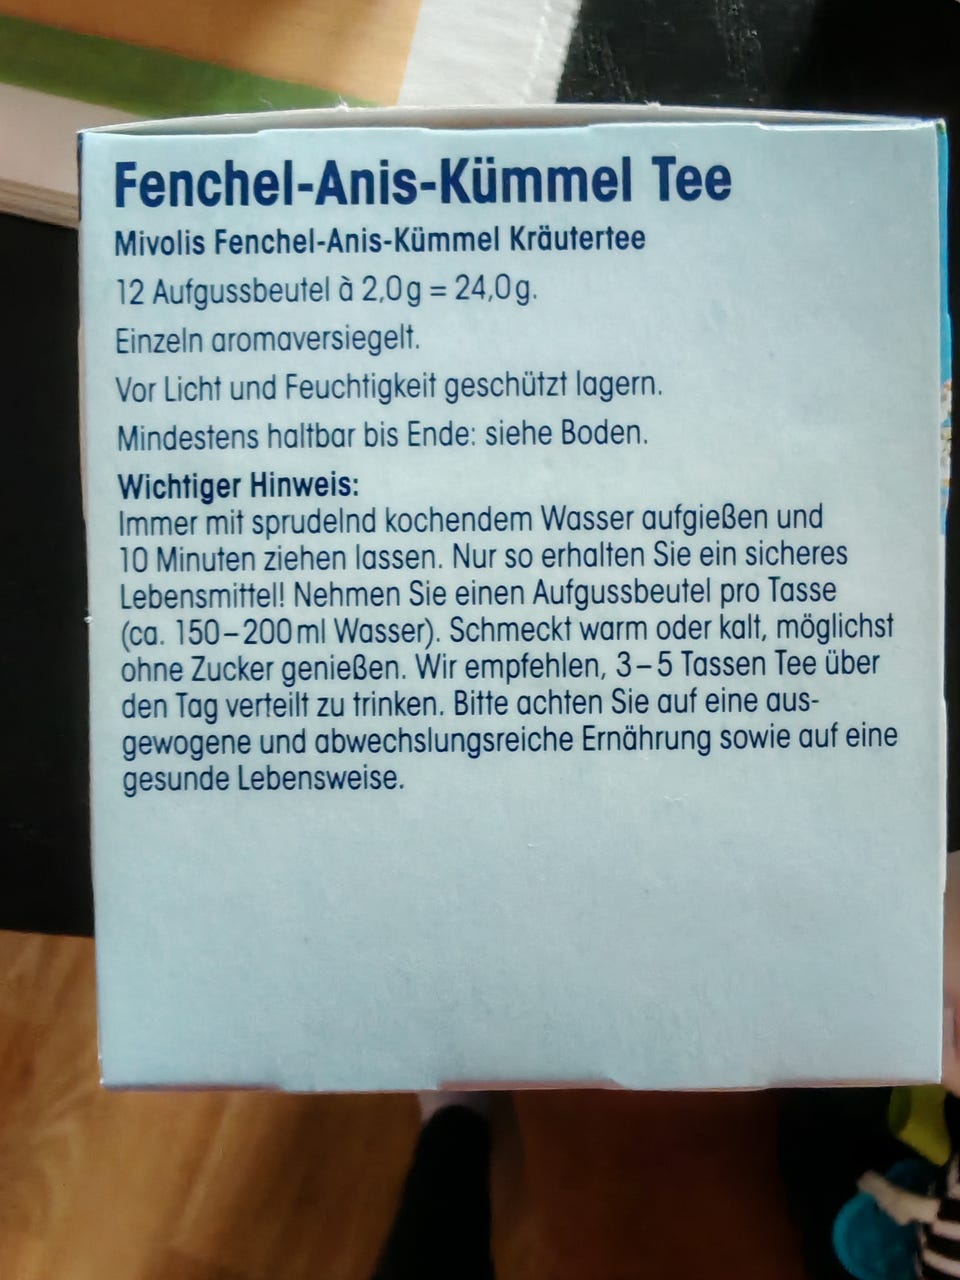 Fenchel-Anis-Kümmel Tee
Mivolis Fenchel-Anis-Kümmel Kräutertee
12 Aufgussbeutel à 2,0g = 24,0g.
Einzeln aromaversiegelt.
Vor Licht und Feuchtigkeit geschützt lagern.
Mindestens haltbar bis Ende: siehe Boden.
Wichtiger Hinweis:
Immer mit sprudelnd kochendem Wasser aufgießen und
10 Minuten ziehen lassen. Nur so erhalten Sie ein sicheres
Lebensmittel! Nehmen Sie einen Aufgussbeutel pro Tasse
(ca. 150–200ml Wasser). Schmeckt warm oder kalt, möglichst
ohne Zucker genießen. Wir empfehlen, 3–5 Tassen Tee über
den Tag verteilt zu trinken. Bitte achten Sie auf eine aus-
gewogene und abwechslungsreiche Ernährung sowie auf eine
gesunde Lebensweise.